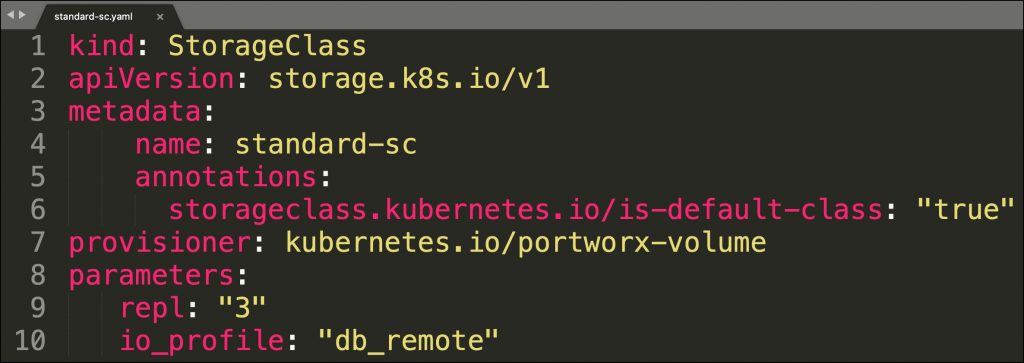 standard-sc.yaml
1 kind: StorageClass
2 apiVersion: storage.k8s.io/v1
3 metadata:
4     name: standard-sc
5     annotations:
6       storageclass.kubernetes.io/is-default-class: "true"
7 provisioner: kubernetes.io/portworx-volume
8 parameters:
9    repl: "3"
10    io_profile: "db_remote"